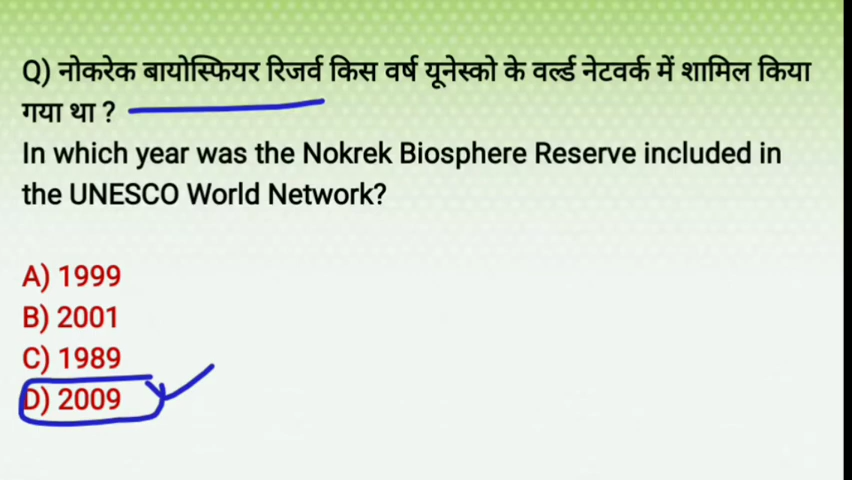 Q) नोकरेक बायोस्फियर रिजर्व किस वर्ष यूनेस्को के वर्ल्ड नेटवर्क में शामिल किया
गया था ?
In which year was the Nokrek Biosphere Reserve included in
the UNESCO World Network?
A) 1999
B) 2001
C) 1989
D) 2009